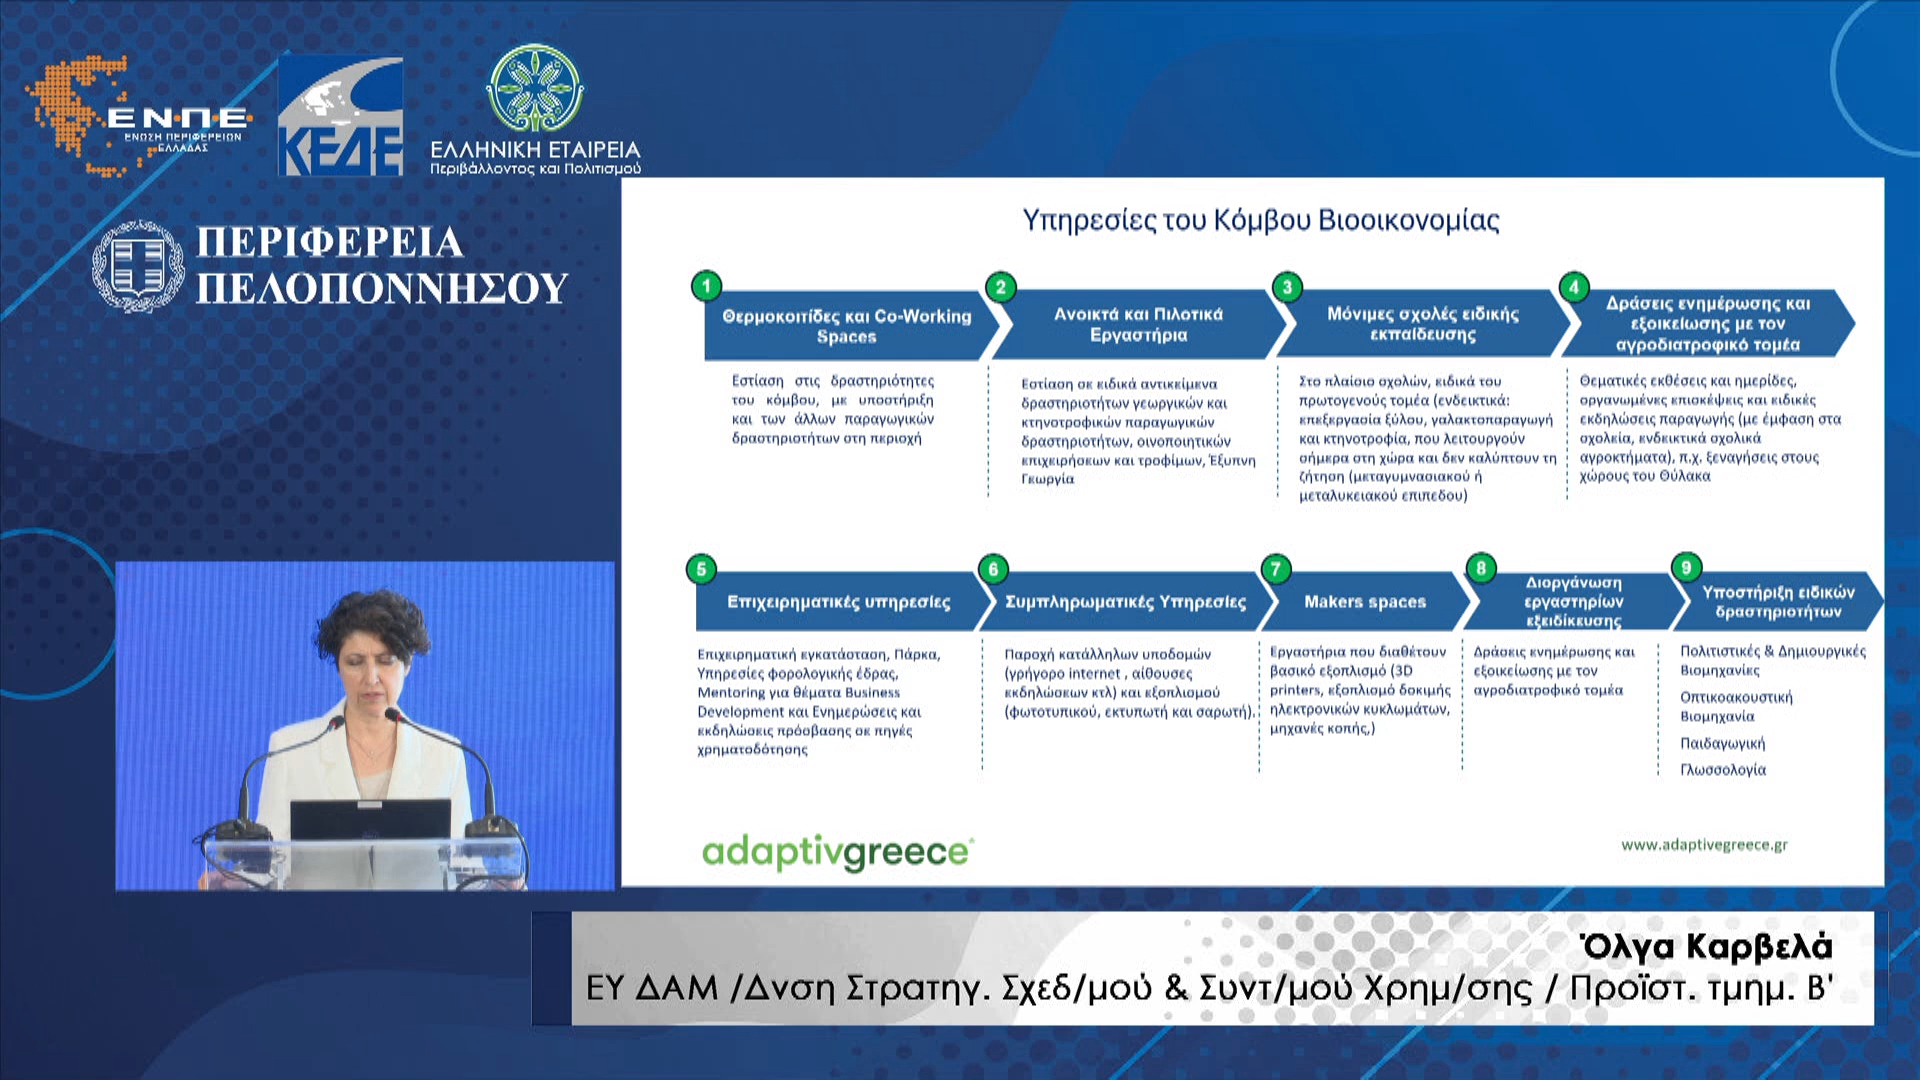 ΕΝ·Π·Ε
ΕΝΩΣΗ ΠΕΡΙΦΕΡΕΙΩΝ
ΕΛΛΑΔΑΣ
ΚΕΔΕ
ΕΛΛΗΝΙΚΗ ΕΤΑΙΡΕΙΑ
Περιβάλλοντος και Πολιτισμού
ΠΕΡΙΦΕΡΕΙΑ
ΠΕΛΟΠΟΝΝΗΣΟΥ
Υπηρεσίες του Κόμβου Βιοοικονομίας
1
Θερμοκοιτίδες και Co-Working
Spaces
Εστίαση στις δραστηριότητες
του κόμβου, με υποστήριξη
και των άλλων παραγωγικών
δραστηριοτήτων στη περιοχή
2
Ανοικτά και Πιλοτικά
Εργαστήρια
Εστίαση σε ειδικά αντικείμενα
δραστηριοτήτων γεωργικών και
κτηνοτροφικών παραγωγικών
δραστηριοτήτων, οινοποιητικών
επιχειρήσεων και τροφίμων, Έξυπνη
Γεωργία
3
Μόνιμες σχολές ειδικής
εκπαίδευσης
Στο πλαίσιο σχολών, ειδικά του
πρωτογενούς τομέα (ενδεικτικά:
επεξεργασία ξύλου, γαλακτοπαραγωγή
και κτηνοτροφία, που λειτουργούν
σήμερα στη χώρα και δεν καλύπτουν τη
ζήτηση (μεταγυμνασιακού ή
μεταλυκειακού επιπεδου)
4
Δράσεις ενημέρωσης και
εξοικείωσης με τον
αγροδιατροφικό τομέα
Θεματικές εκθέσεις και ημερίδες,
οργανωμένες επισκέψεις και ειδικές
εκδηλώσεις παραγωγής (με έμφαση στα
σχολεία, ενδεικτικά σχολικά
αγροκτήματα), π.χ. ξεναγήσεις στους
χώρους του Θύλακα
5
Επιχειρηματικές υπηρεσίες
Επιχειρηματική εγκατάσταση, Πάρκα,
Υπηρεσίες φορολογικής έδρας,
Mentoring για θέματα Business
Development και Ενημερώσεις και
εκδηλώσεις πρόσβασης σε πηγές
χρηματοδότησης
6
Συμπληρωματικές Υπηρεσίες
Παροχή κατάλληλων υποδομών
(γρήγορο internet , αίθουσες
εκδηλώσεων κτλ) και εξοπλισμού
(φωτοτυπικού, εκτυπωτή και σαρωτή).
7
Makers spaces
Εργαστήρια που διαθέτουν
βασικό εξοπλισμό (3D
printers, εξοπλισμό δοκιμής
ηλεκτρονικών κυκλωμάτων,
μηχανές κοπής,)
8
Διοργάνωση
εργαστηρίων
εξειδίκευσης
Δράσεις ενημέρωσης και
εξοικείωσης με τον
αγροδιατροφικό τομέα
9
Υποστήριξη ειδικών
δραστηριοτήτων
Πολιτιστικές & Δημιουργικές
Βιομηχανίες
Οπτικοακουστική
Βιομηχανία
Παιδαγωγική
Γλωσσολογία
adaptivgreece
www.adaptivegreece.gr
Όλγα Καρβελά
ΕΥ ΔΑΜ /Δνση Στρατηγ. Σχεδ/μού & Συντ/μού Χρημ/σης / Προϊστ. τμημ. Β'